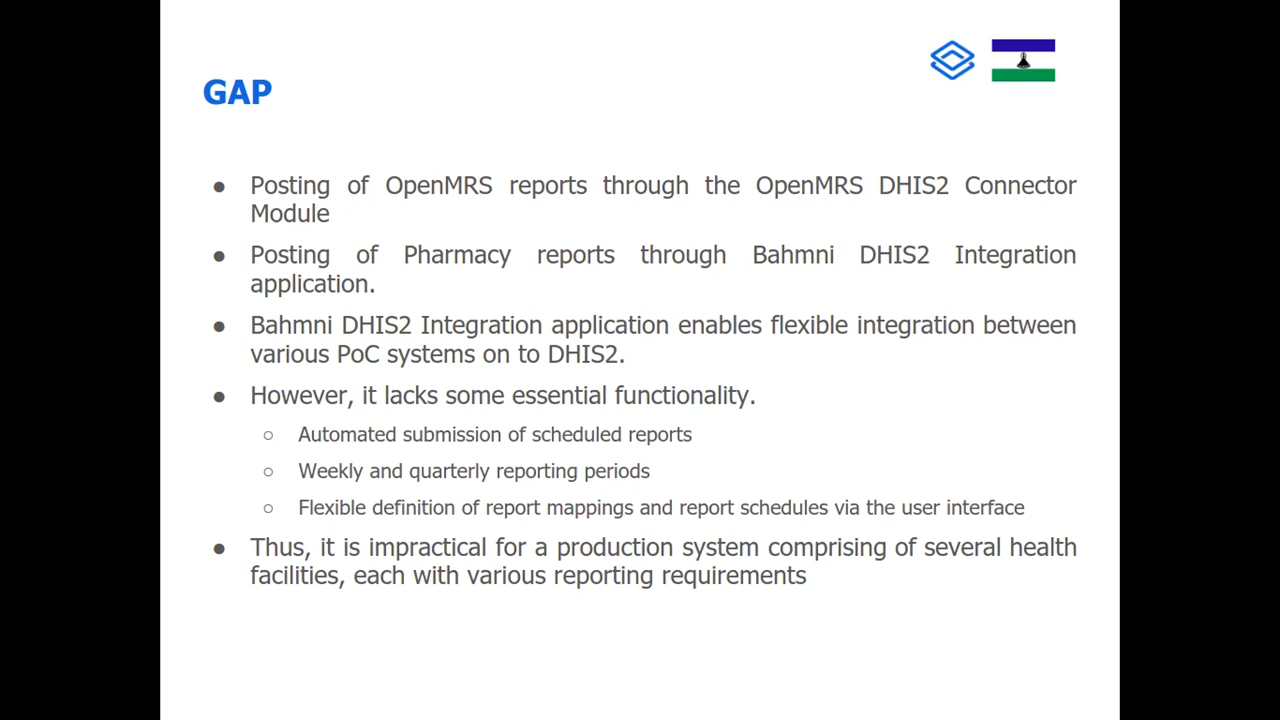 GAP
● Posting of OpenMRS reports through the OpenMRS DHIS2 Connector
Module
● Posting of Pharmacy reports through Bahmni DHIS2 Integration
application.
● Bahmni DHIS2 Integration application enables flexible integration between
various PoC systems on to DHIS2.
● However, it lacks some essential functionality.
○ Automated submission of scheduled reports
○ Weekly and quarterly reporting periods
○ Flexible definition of report mappings and report schedules via the user interface
● Thus, it is impractical for a production system comprising of several health
facilities, each with various reporting requirements